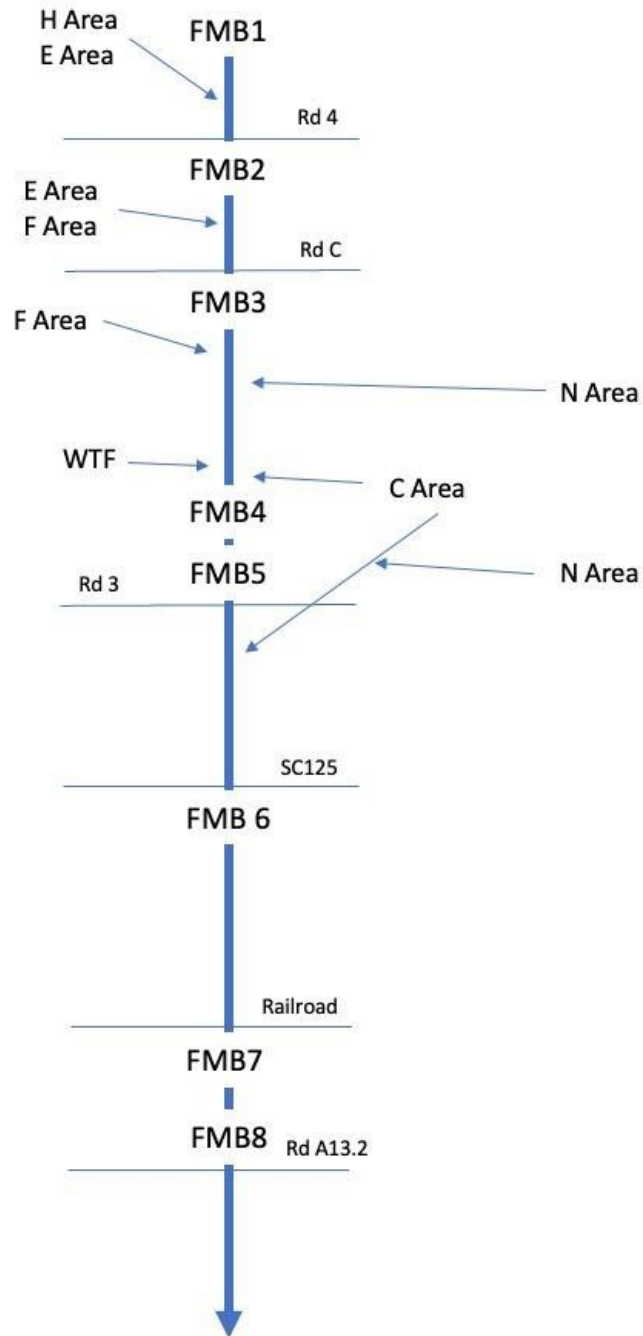 H Area
E Area
FMB1
Rd 4
FMB2
E Area
F Area
Rd C
FMB3
F Area
N Area
WTF
C Area
FMB4
FMB5
Rd 3
N Area
SC125
FMB 6
Railroad
FMB7
FMB8
Rd A13.2